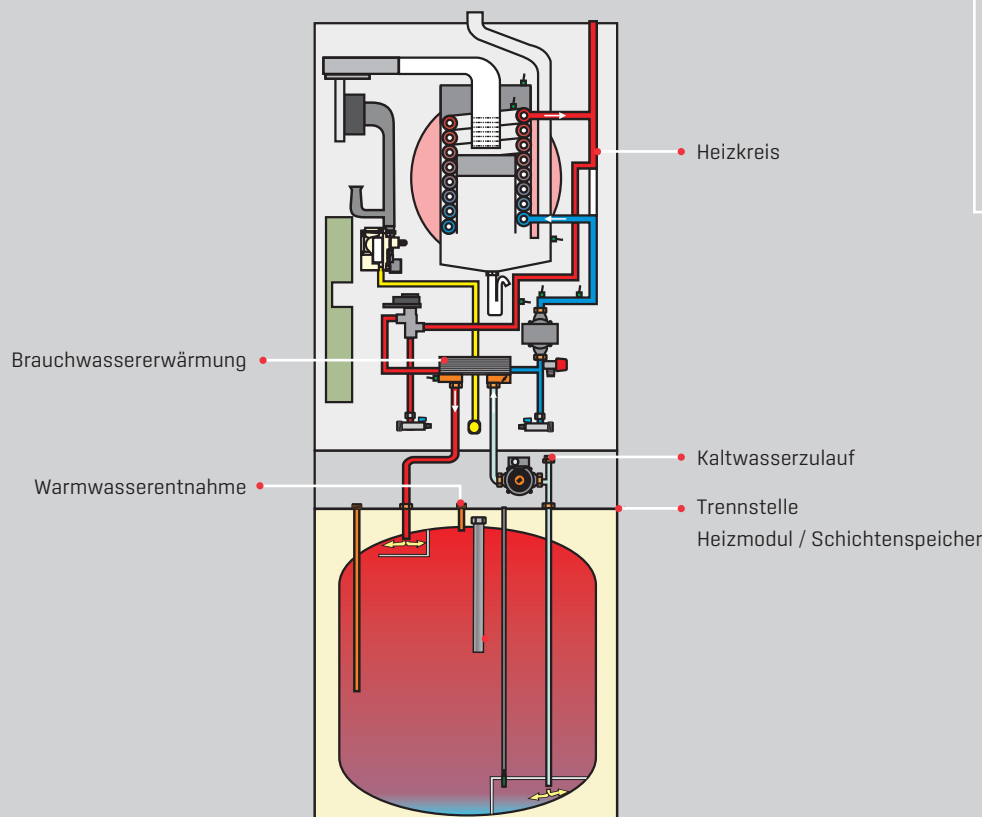 Heizkreis
Brauchwassererwärmung
Kaltwasserzulauf
Warmwasserentnahme
Trennstelle
Heizmodul / Schichtenspeicher